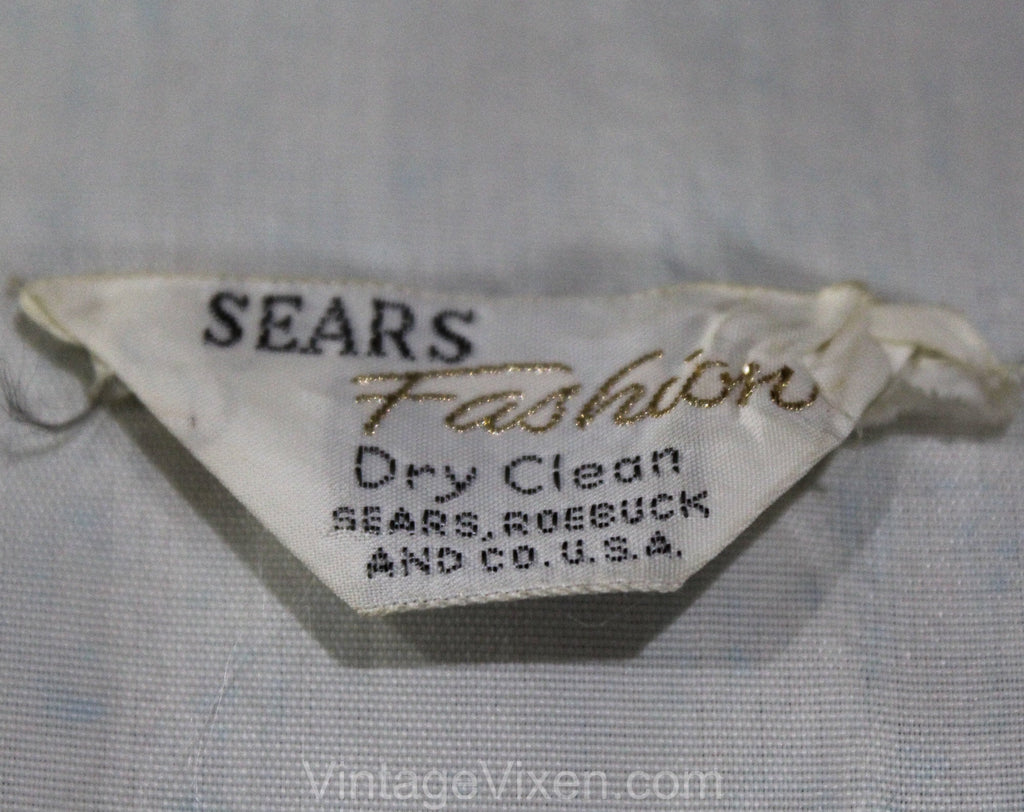 SEARS
Fashion
Dry Clean
SEARS, ROEBUCK
AND CO. U.S.A.
VintageVixen.com